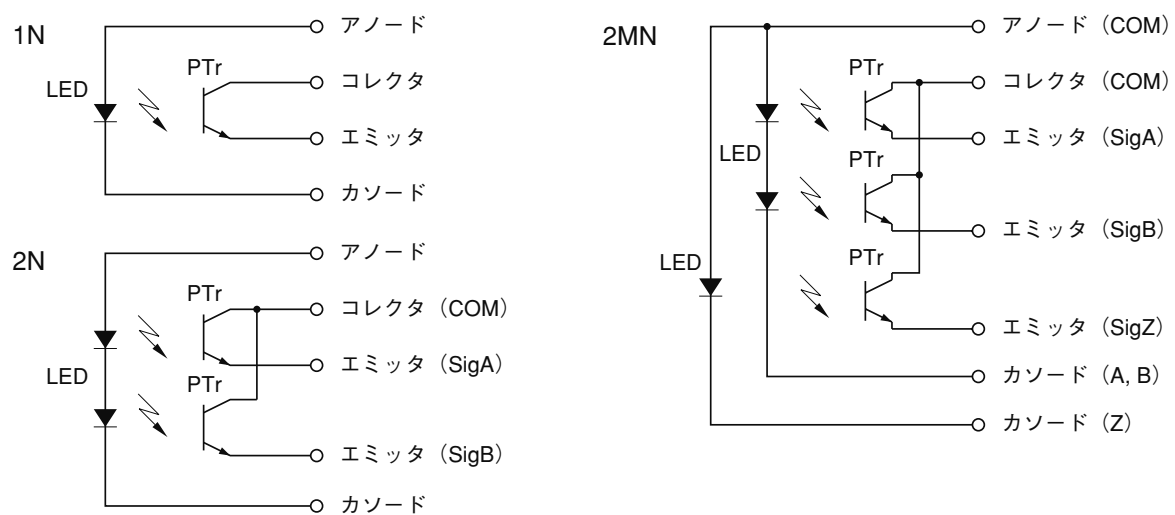 1N
アノード
LED
PTr
コレクタ
エミッタ
カソード
2N
アノード
PTr
コレクタ（COM）
LED
エミッタ（SigA）
PTr
エミッタ（SigB）
カソード
2MN
アノード（COM）
PTr
コレクタ（COM）
エミッタ（SigA）
LED
PTr
エミッタ（SigB）
LED
PTr
エミッタ（SigZ）
カソード（A, B）
カソード（Z）